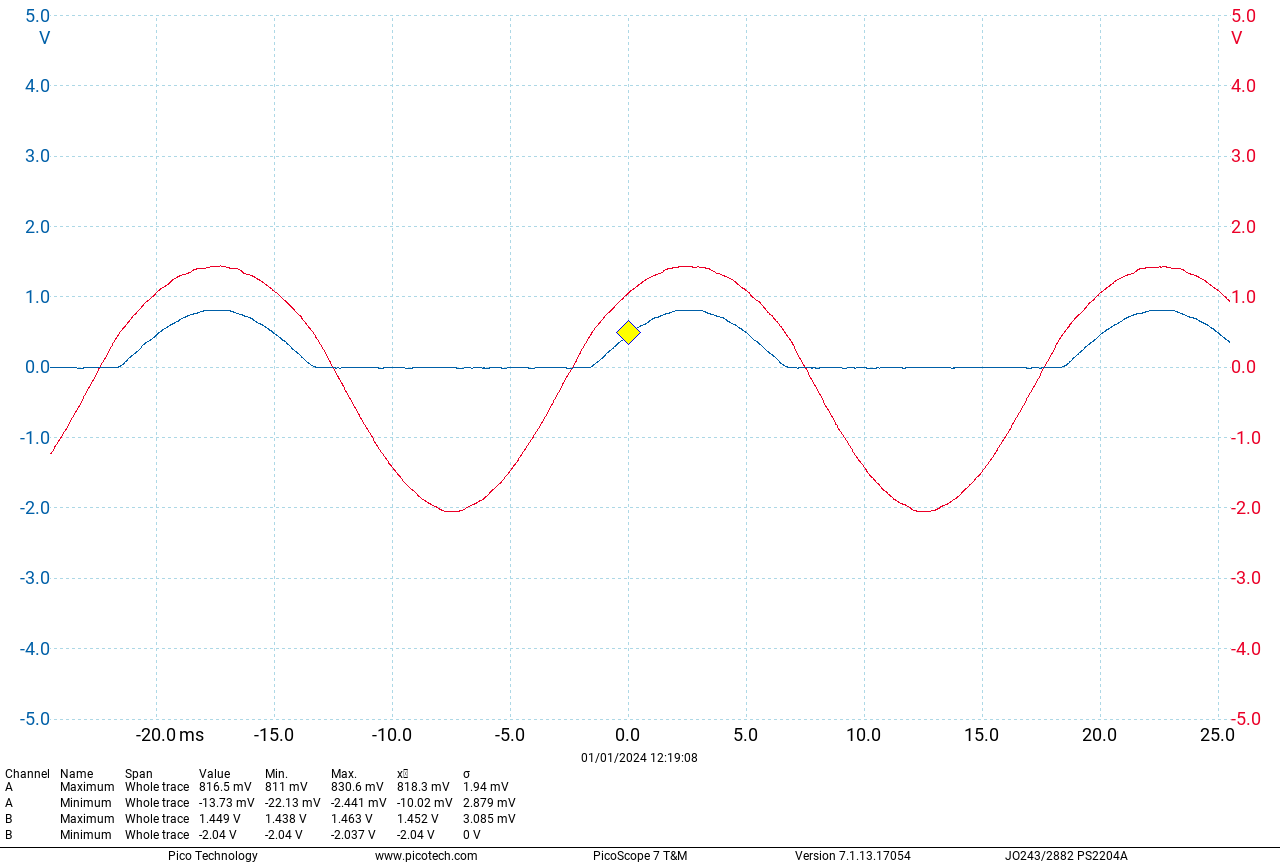 5.0 5.0
V V
4.0 4.0
3.0 3.0
2.0 2.0
1.0 1.0
0.0 0.0
-1.0 -1.0
-2.0 -2.0
-3.0 -3.0
-4.0 -4.0
-5.0 -5.0
-20.0 ms -15.0 -10.0 -5.0 0.0 5.0 10.0 15.0 20.0 25.0
01/01/2024 12:19:08
Channel Name Span Value Min. Max. x▯ σ
A Maximum Whole trace 816.5 mV 811 mV 830.6 mV 818.3 mV 1.94 mV
A Minimum Whole trace -13.73 mV -22.13 mV -2.441 mV -10.02 mV 2.879 mV
B Maximum Whole trace 1.449 V 1.438 V 1.463 V 1.452 V 3.085 mV
B Minimum Whole trace -2.04 V -2.04 V -2.037 V -2.04 V 0 V
Pico Technology www.picotech.com PicoScope 7 T&M Version 7.1.13.17054 JO243/2882 PS2204A